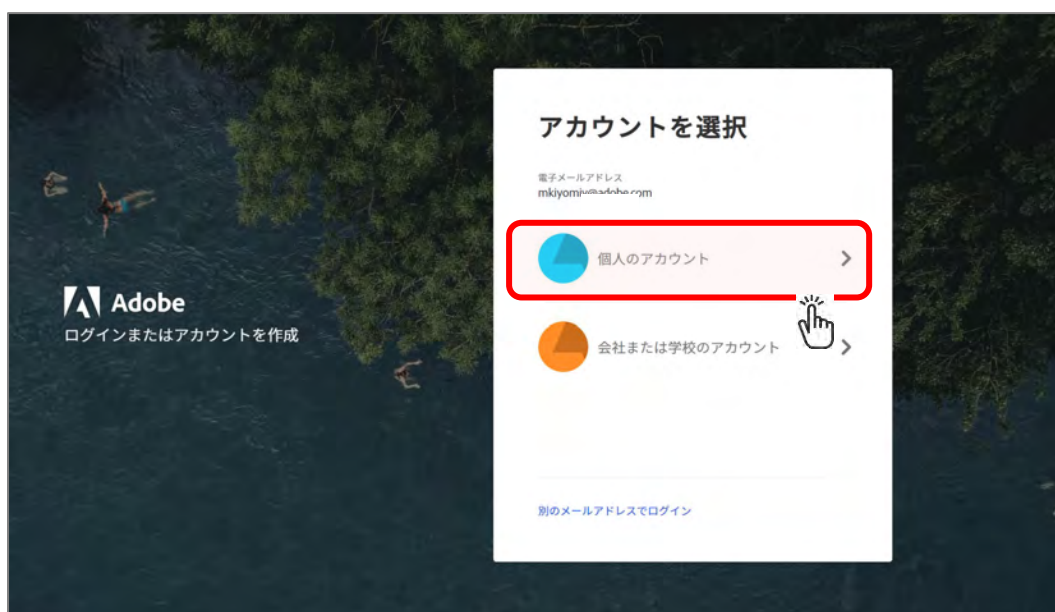 アカウントを選択
電子メールアドレス
個人のアカウント
Adobe
ログインまたはアカウントを作成
会社または学校のアカウント
別のメールアドレスでログイン